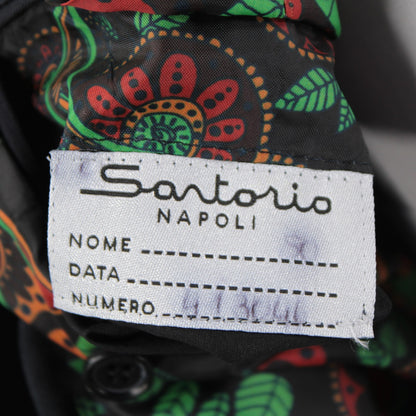 Sartorio
NAPOLI
NOME
DATA
NUMERO